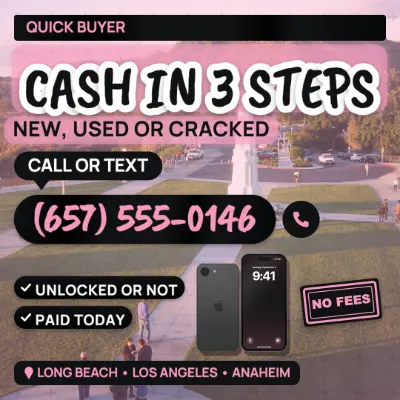 QUICK BUYER
CASH IN 3 STEPS
NEW, USED OR CRACKED
CALL OR TEXT
(657) 555-0146
✓ UNLOCKED OR NOT
✓ PAID TODAY
9:41
NO FEES
LONG BEACH • LOS ANGELES • ANAHEIM